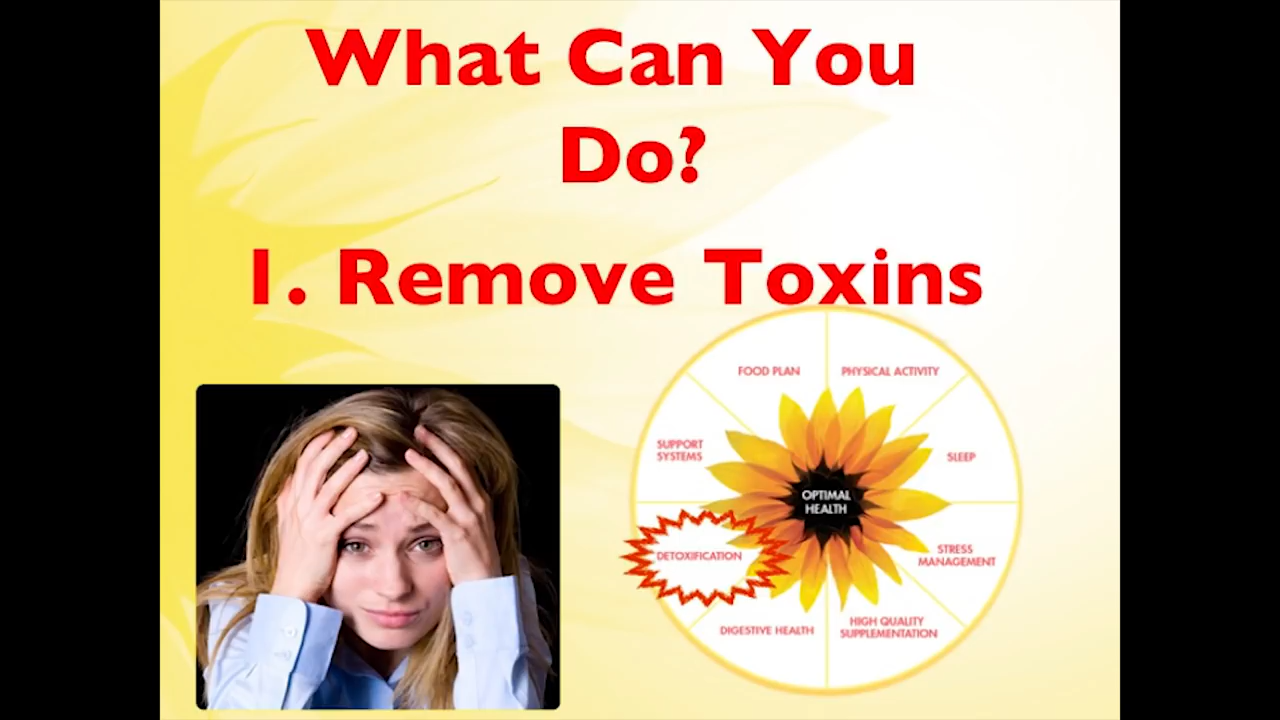 What Can You
Do?
1. Remove Toxins
FOOD PLAN
PHYSICAL ACTIVITY
SUPPORT
SYSTEMS
SLEEP
OPTIMAL
HEALTH
DETOXIFICATION
STRESS
MANAGEMENT
DIGESTIVE HEALTH
HIGH QUALITY
SUPPLEMENTATION